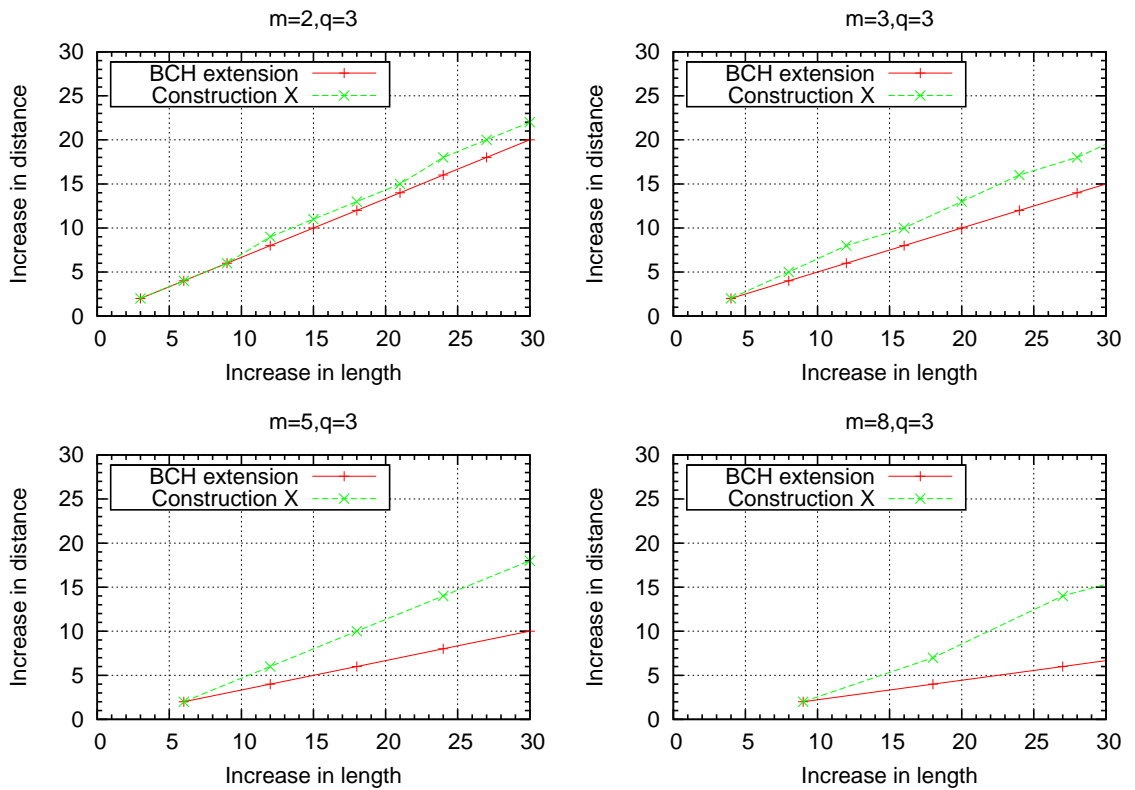 m=2,q=3
30
25
20
15
10
5
0
BCH extension
Construction X
0 5 10 15 20 25 30
Increase in distance
Increase in length
m=3,q=3
30
25
20
15
10
5
0
BCH extension
Construction X
0 5 10 15 20 25 30
Increase in distance
Increase in length
m=5,q=3
30
25
20
15
10
5
0
BCH extension
Construction X
0 5 10 15 20 25 30
Increase in distance
Increase in length
m=8,q=3
30
25
20
15
10
5
0
BCH extension
Construction X
0 5 10 15 20 25 30
Increase in distance
Increase in length